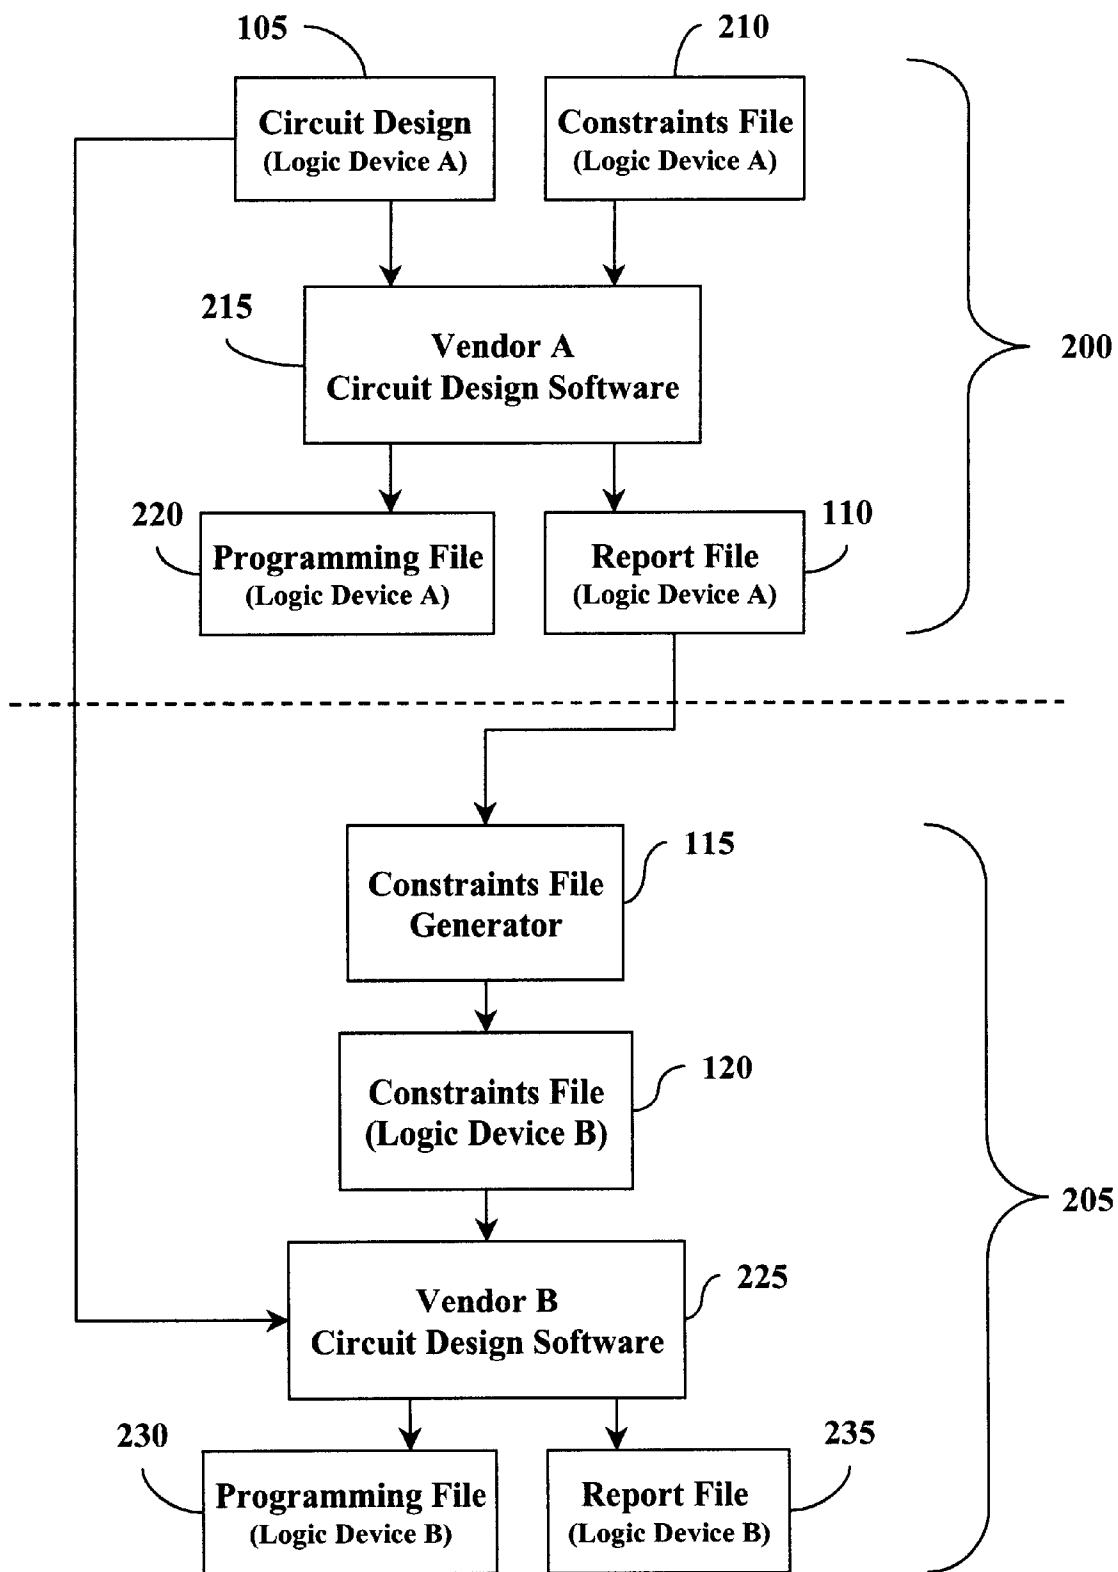 105
210
Circuit Design
(Logic Device A)
Constraints File
(Logic Device A)
215
Vendor A
Circuit Design Software
200
220
Programming File
(Logic Device A)
110
Report File
(Logic Device A)
115
Constraints File
Generator
120
Constraints File
(Logic Device B)
205
225
Vendor B
Circuit Design Software
230
Programming File
(Logic Device B)
235
Report File
(Logic Device B)